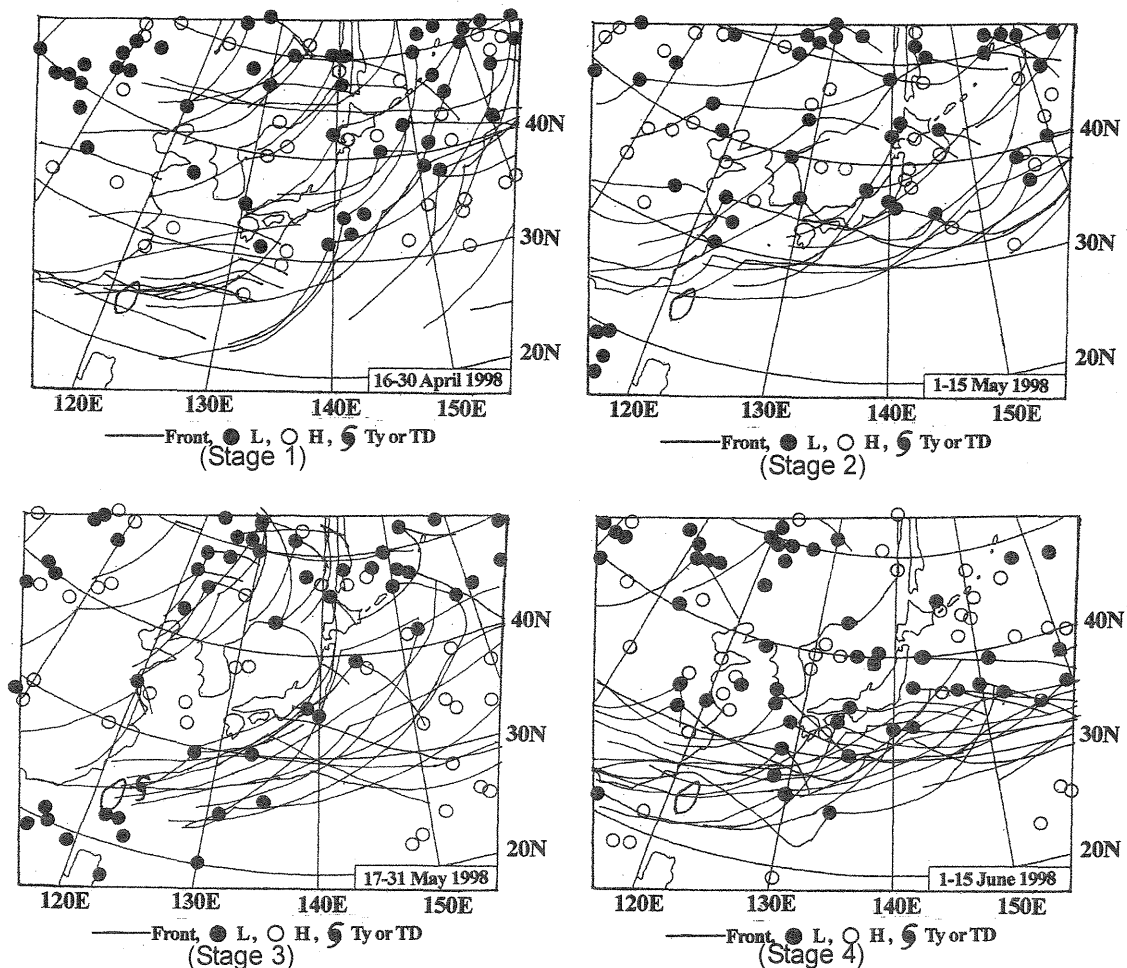 40N
30N
20N
16-30 April 1998
120E 130E 140E 150E
Front, L, H, Ty or TD
(Stage 1)
40N
30N
20N
1-15 May 1998
120E 130E 140E 150E
Front, L, H, Ty or TD
(Stage 2)
40N
30N
20N
17-31 May 1998
120E 130E 140E 150E
Front, L, H, Ty or TD
(Stage 3)
40N
30N
20N
1-15 June 1998
120E 130E 140E 150E
Front, L, H, Ty or TD
(Stage 4)